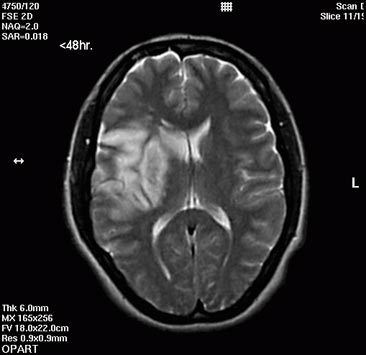 4750/120
FSE 2D
NAQ=2.0
SAR=0.018
<48hr.
Scan
Slice 11/19
L
Thk 6.0mm
MX 165x256
FV 18.0x22.0cm
Res 0.9x0.9mm
OPART